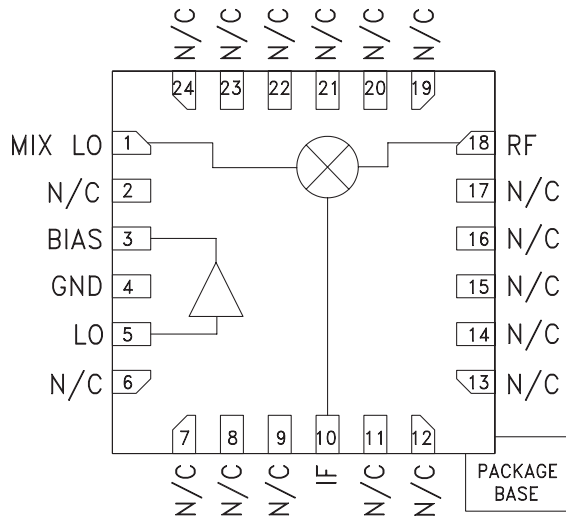 N/C N/C N/C N/C N/C N/C
24 23 22 21 20 19
MIX LO 1 18 RF
N/C 2 17 N/C
BIAS 3 16 N/C
GND 4 15 N/C
LO 5 14 N/C
N/C 6 13 N/C
7 8 9 10 11 12
N/C N/C N/C IF N/C N/C
PACKAGE
BASE